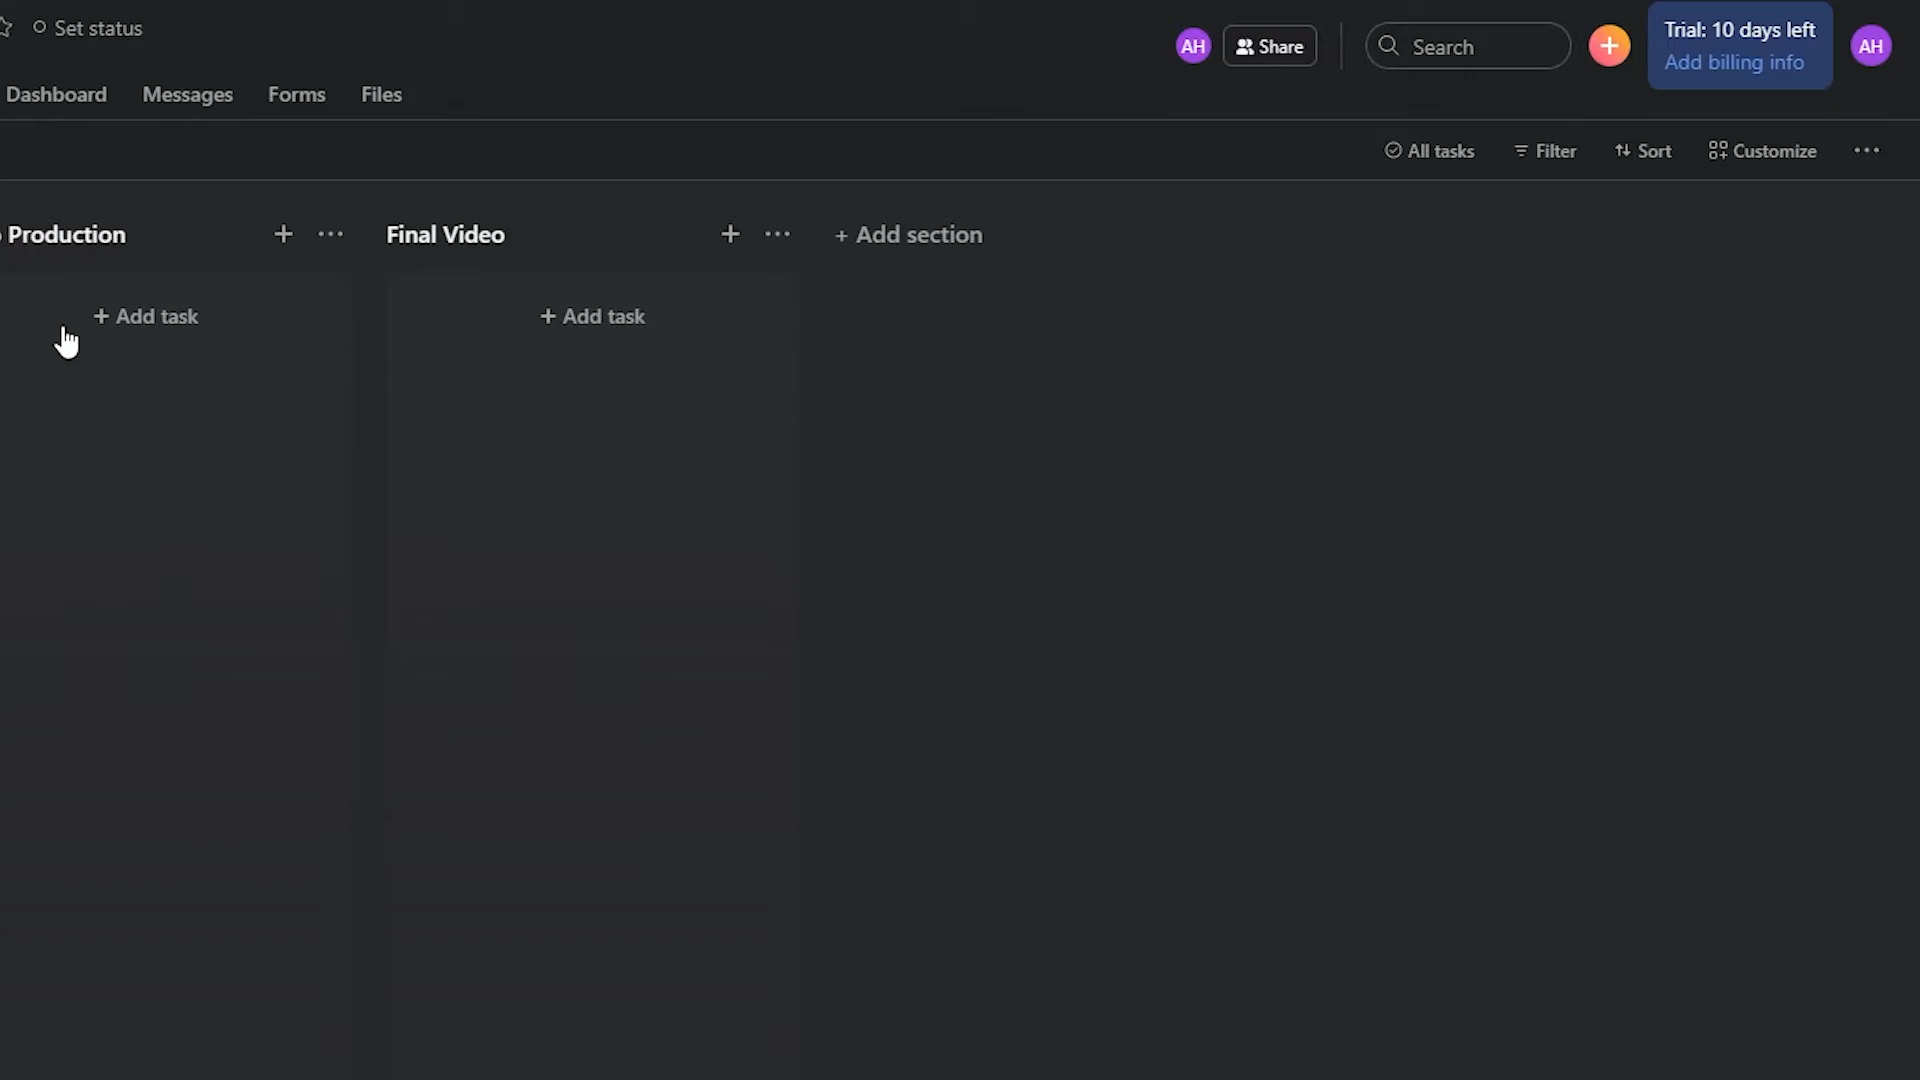 Set status
AH
Share
Search
Trial: 10 days left
Add billing info
AH
Dashboard
Messages
Forms
Files
All tasks
Filter
Sort
Customize
Production
Final Video
+ Add section
+ Add task
+ Add task